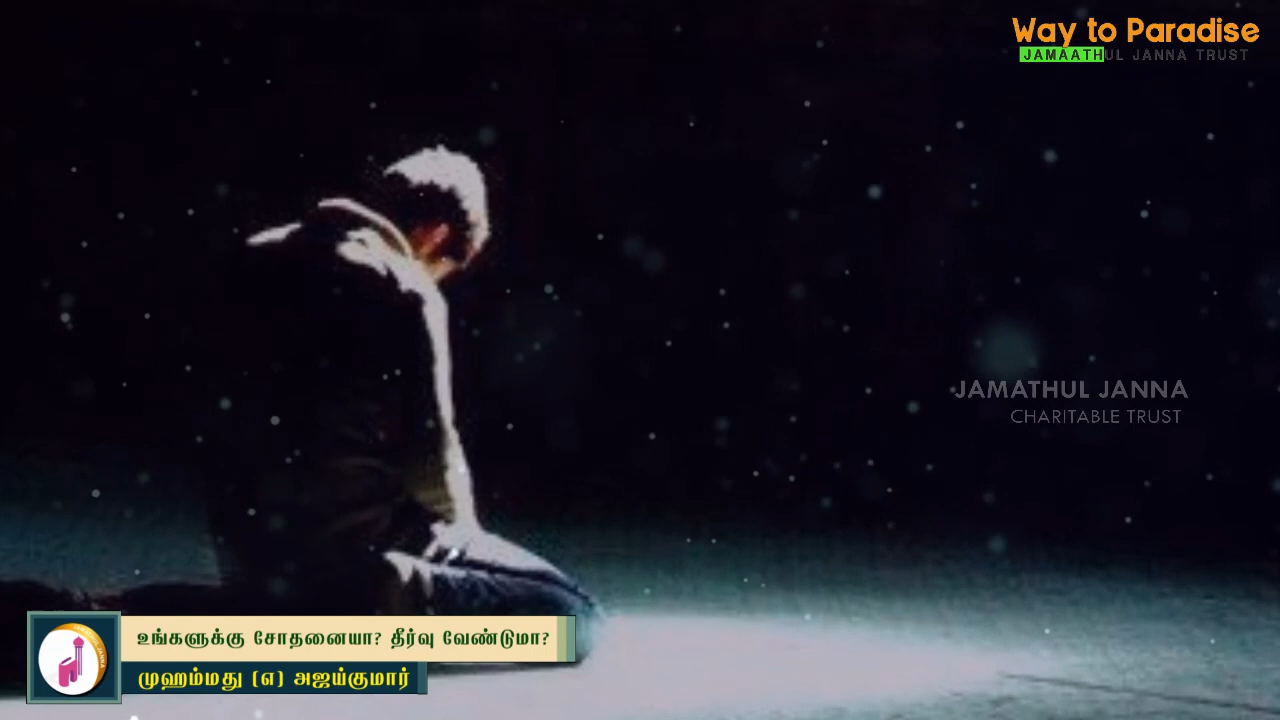 Way to Paradise
JAMAATHUL JANNA TRUST
JAMATHUL JANNA
CHARITABLE TRUST
உங்களுக்கு சோதனையா? தீர்வு வேண்டுமா?
முஹம்மது (எ) அஜய்குமார்